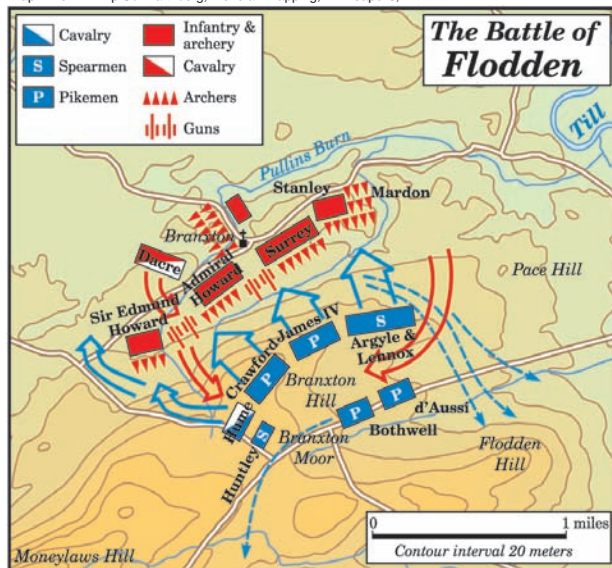 The Battle of
Flodden
Cavalry
S Spearmen
P Pikemen
Infantry &
archery
Cavalry
Archers
Guns
Till
Pullins Burn
Stanley
Mardon
Branxton
Surrey
Dacre
Admiral
Howard
Sir Edmund
Howard
Pace Hill
James IV
Crawford
P
P
S
Argyle &
Lennox
Branxton
Hill
Hume
P
P
d'Aussi
Bothwell
S
Huntley
Branxton
Moor
Flodden
Hill
Moneylaws Hill
0 1 miles
Contour interval 20 meters